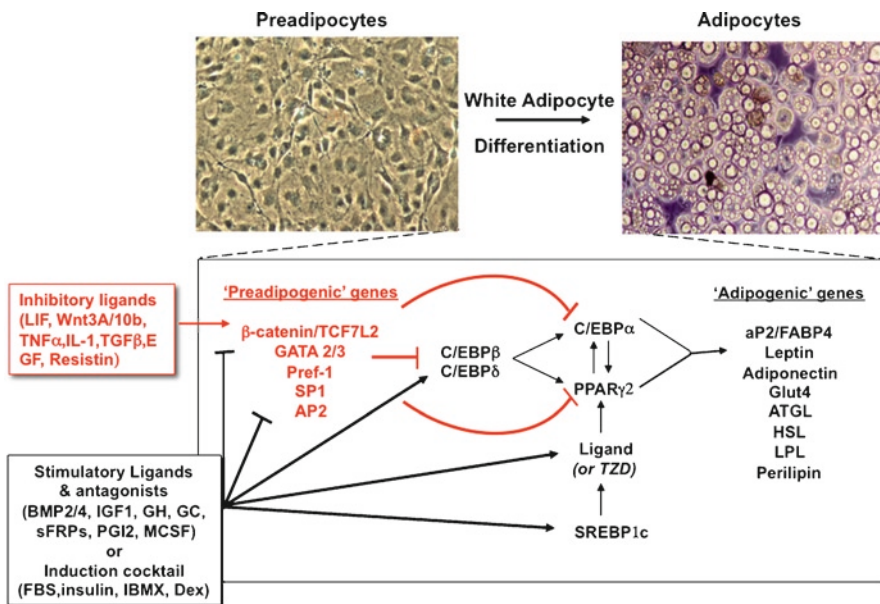 Preadipocytes
Adipocytes
White Adipocyte
Differentiation
Inhibitory ligands
(LIF, Wnt3A/10b,
TNFα,IL-1,TGFβ,E
GF, Resistin)
'Preadipogenic' genes
β-catenin/TCF7L2
GATA 2/3
Pref-1
SP1
AP2
C/EBPβ
C/EBPδ
C/EBPα
PPARγ2
Ligand
(or TZD)
SREBP1c
'Adipogenic' genes
aP2/FABP4
Leptin
Adiponectin
Glut4
ATGL
HSL
LPL
Perilipin
Stimulatory Ligands
& antagonists
(BMP2/4, IGF1, GH, GC,
sFRPs, PGI2, MCSF)
or
Induction cocktail
(FBS,insulin, IBMX, Dex)